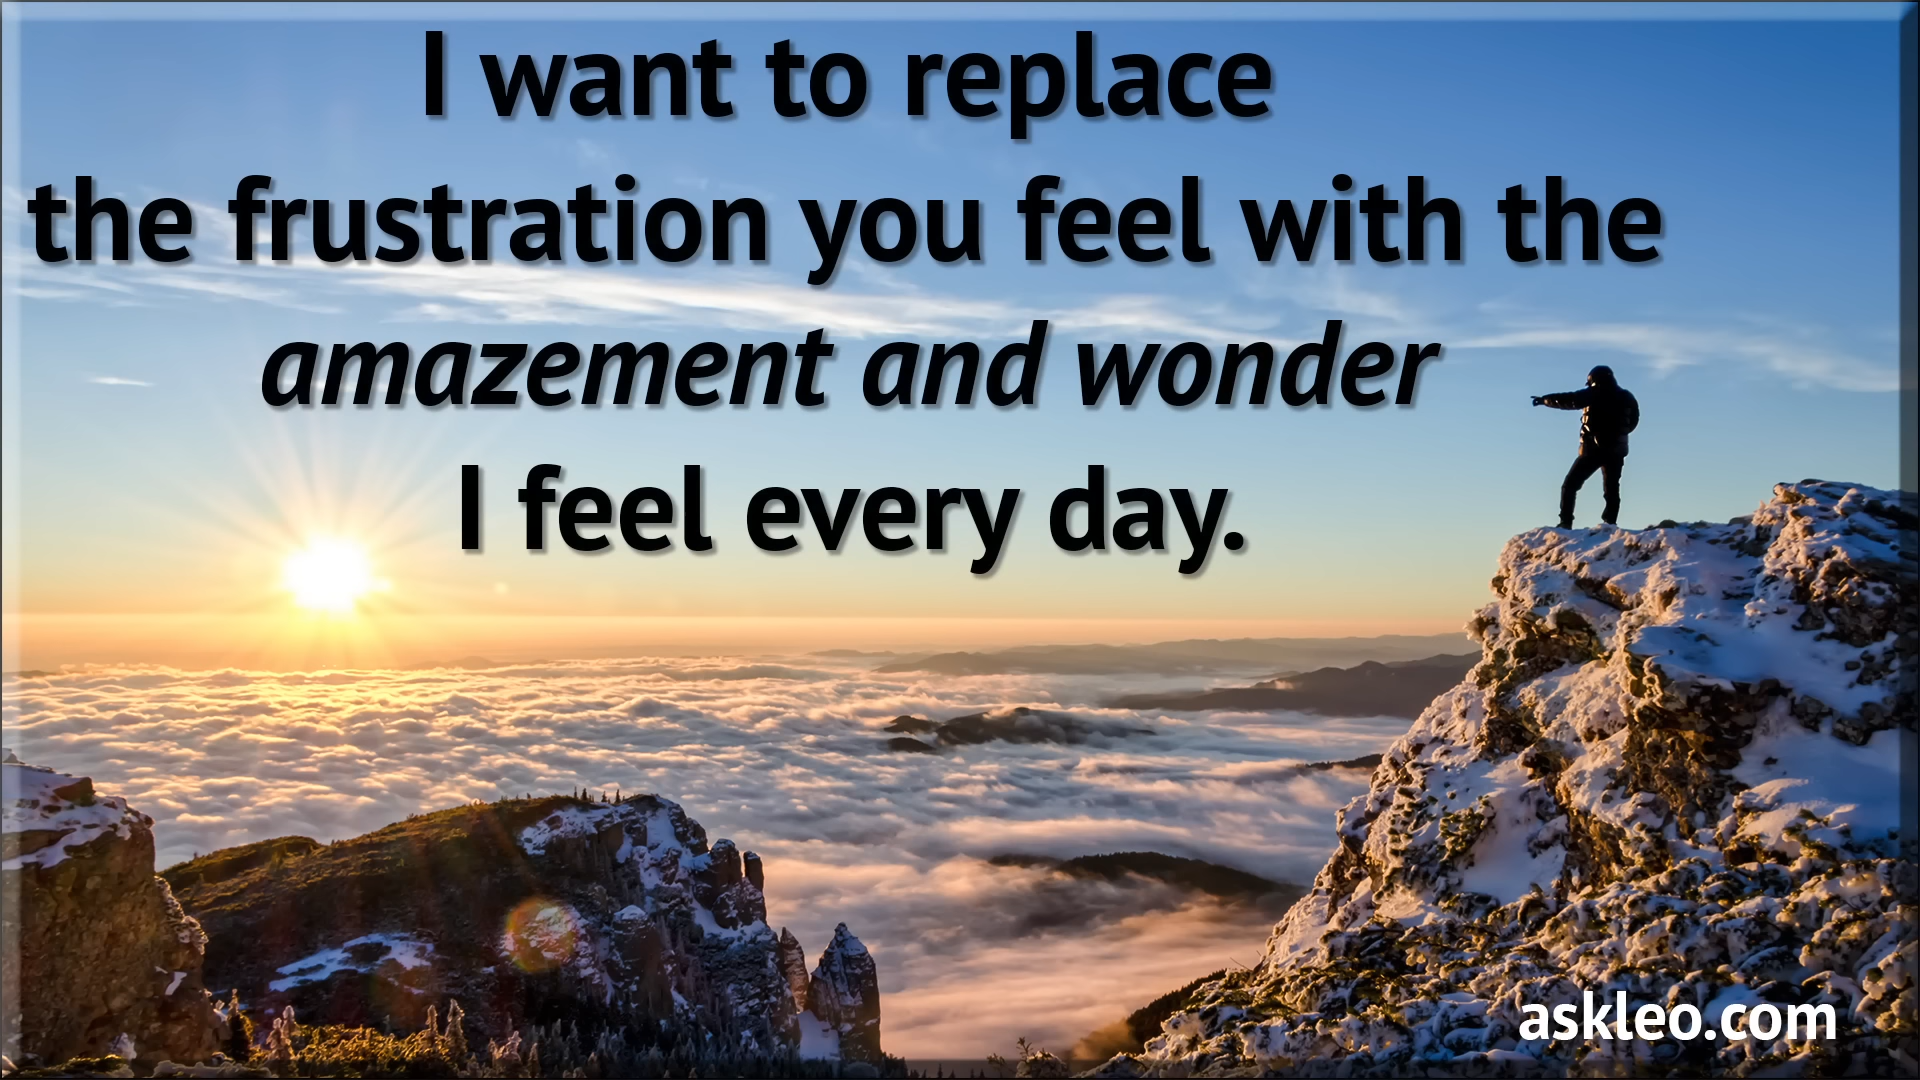 I want to replace
the frustration you feel with the
amazement and wonder
I feel every day.
askleo.com